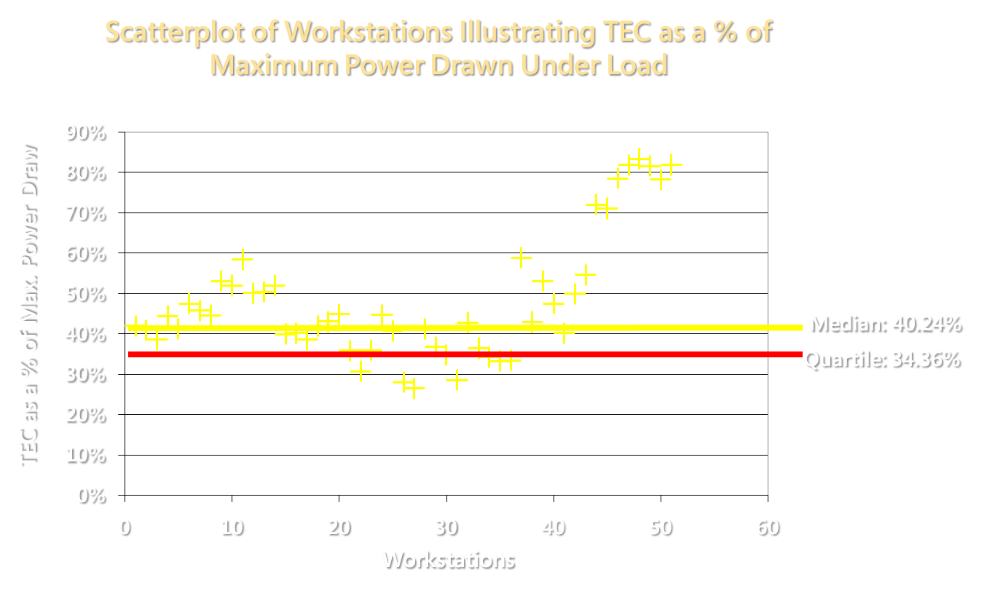 Scatterplot of Workstations Illustrating TEC as a % of
Maximum Power Drawn Under Load
TEC as a % of Max. Power Draw
90%
80%
70%
60%
50%
40%
30%
20%
10%
0%
Median: 40.24%
Quartile: 34.36%
0 10 20 30 40 50 60
Workstations